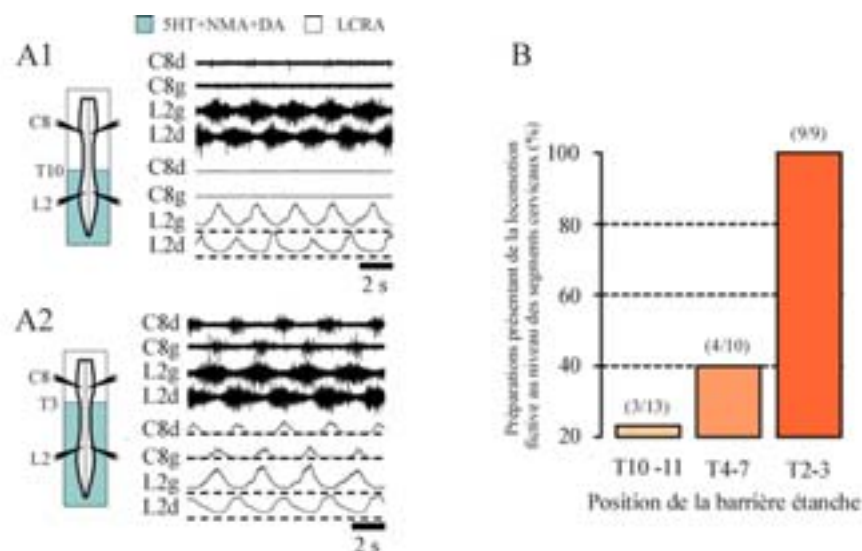 5HT+NMA+DA LCRA
A1
C8d
C8g
L2g
L2d
C8d
C8g
L2g
L2d
C8
T10
L2
2 s
A2
C8d
C8g
L2g
L2d
C8d
C8g
L2g
L2d
C8
T3
L2
2 s
B
Préparations présentant de la locomotion
fictive au niveau des segments cervicaux (%)
100
80
60
40
20
(3/13)
(4/10)
(9/9)
T10 -11 T4-7 T2-3
Position de la barrière étanche